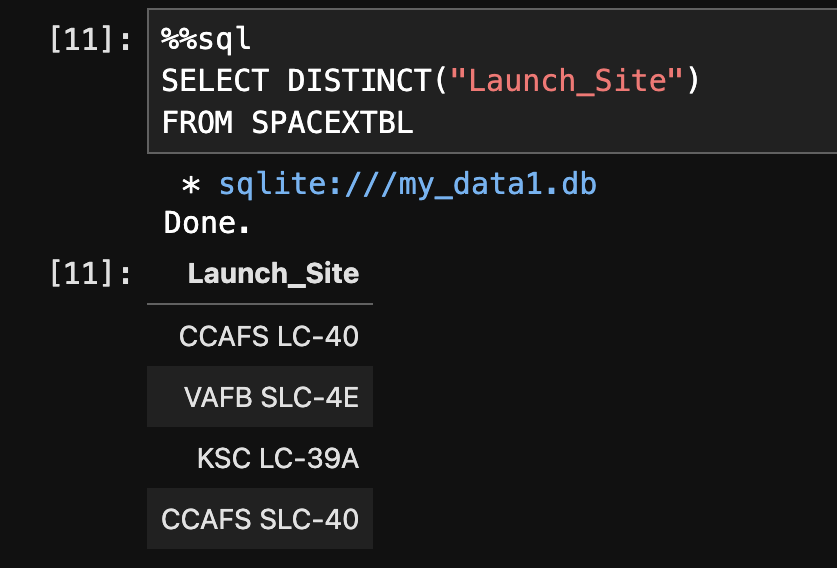 [11]: %%sql
SELECT DISTINCT("Launch_Site")
FROM SPACEXTBL
* sqlite:///my_data1.db
Done.
[11]: Launch_Site
CCAFS LC-40
VAFB SLC-4E
KSC LC-39A
CCAFS SLC-40